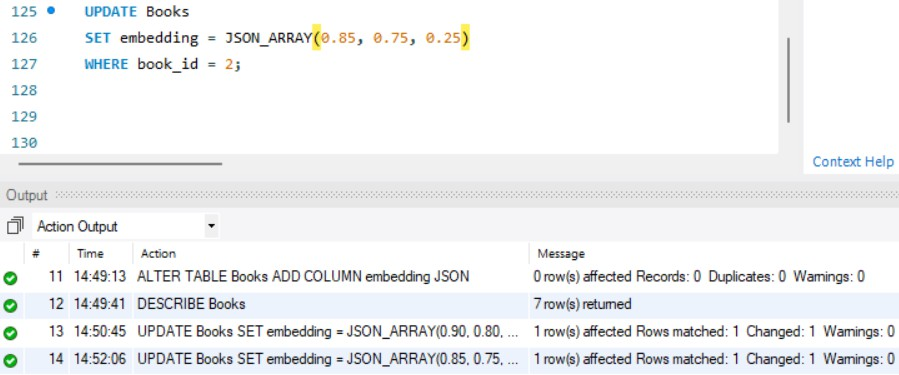 125 UPDATE Books
126 SET embedding = JSON_ARRAY(0.85, 0.75, 0.25)
127 WHERE book_id = 2;
128
129
130
Context Help
Output
Action Output
# Time Action Message
11 14:49:13 ALTER TABLE Books ADD COLUMN embedding JSON 0 row(s) affected Records: 0 Duplicates: 0 Warnings: 0
12 14:49:41 DESCRIBE Books 7 row(s) returned
13 14:50:45 UPDATE Books SET embedding = JSON_ARRAY(0.90, 0.80, ... 1 row(s) affected Rows matched: 1 Changed: 1 Warnings: 0
14 14:52:06 UPDATE Books SET embedding = JSON_ARRAY(0.85, 0.75, ... 1 row(s) affected Rows matched: 1 Changed: 1 Warnings: 0